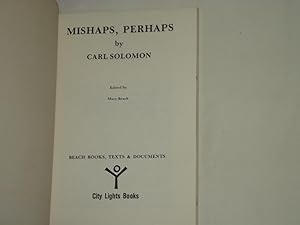 MISHAPS, PERHAPS
by
CARL SOLOMON
Edited by
Mary Beach
BEACH BOOKS, TEXTS & DOCUMENTS
City Lights Books